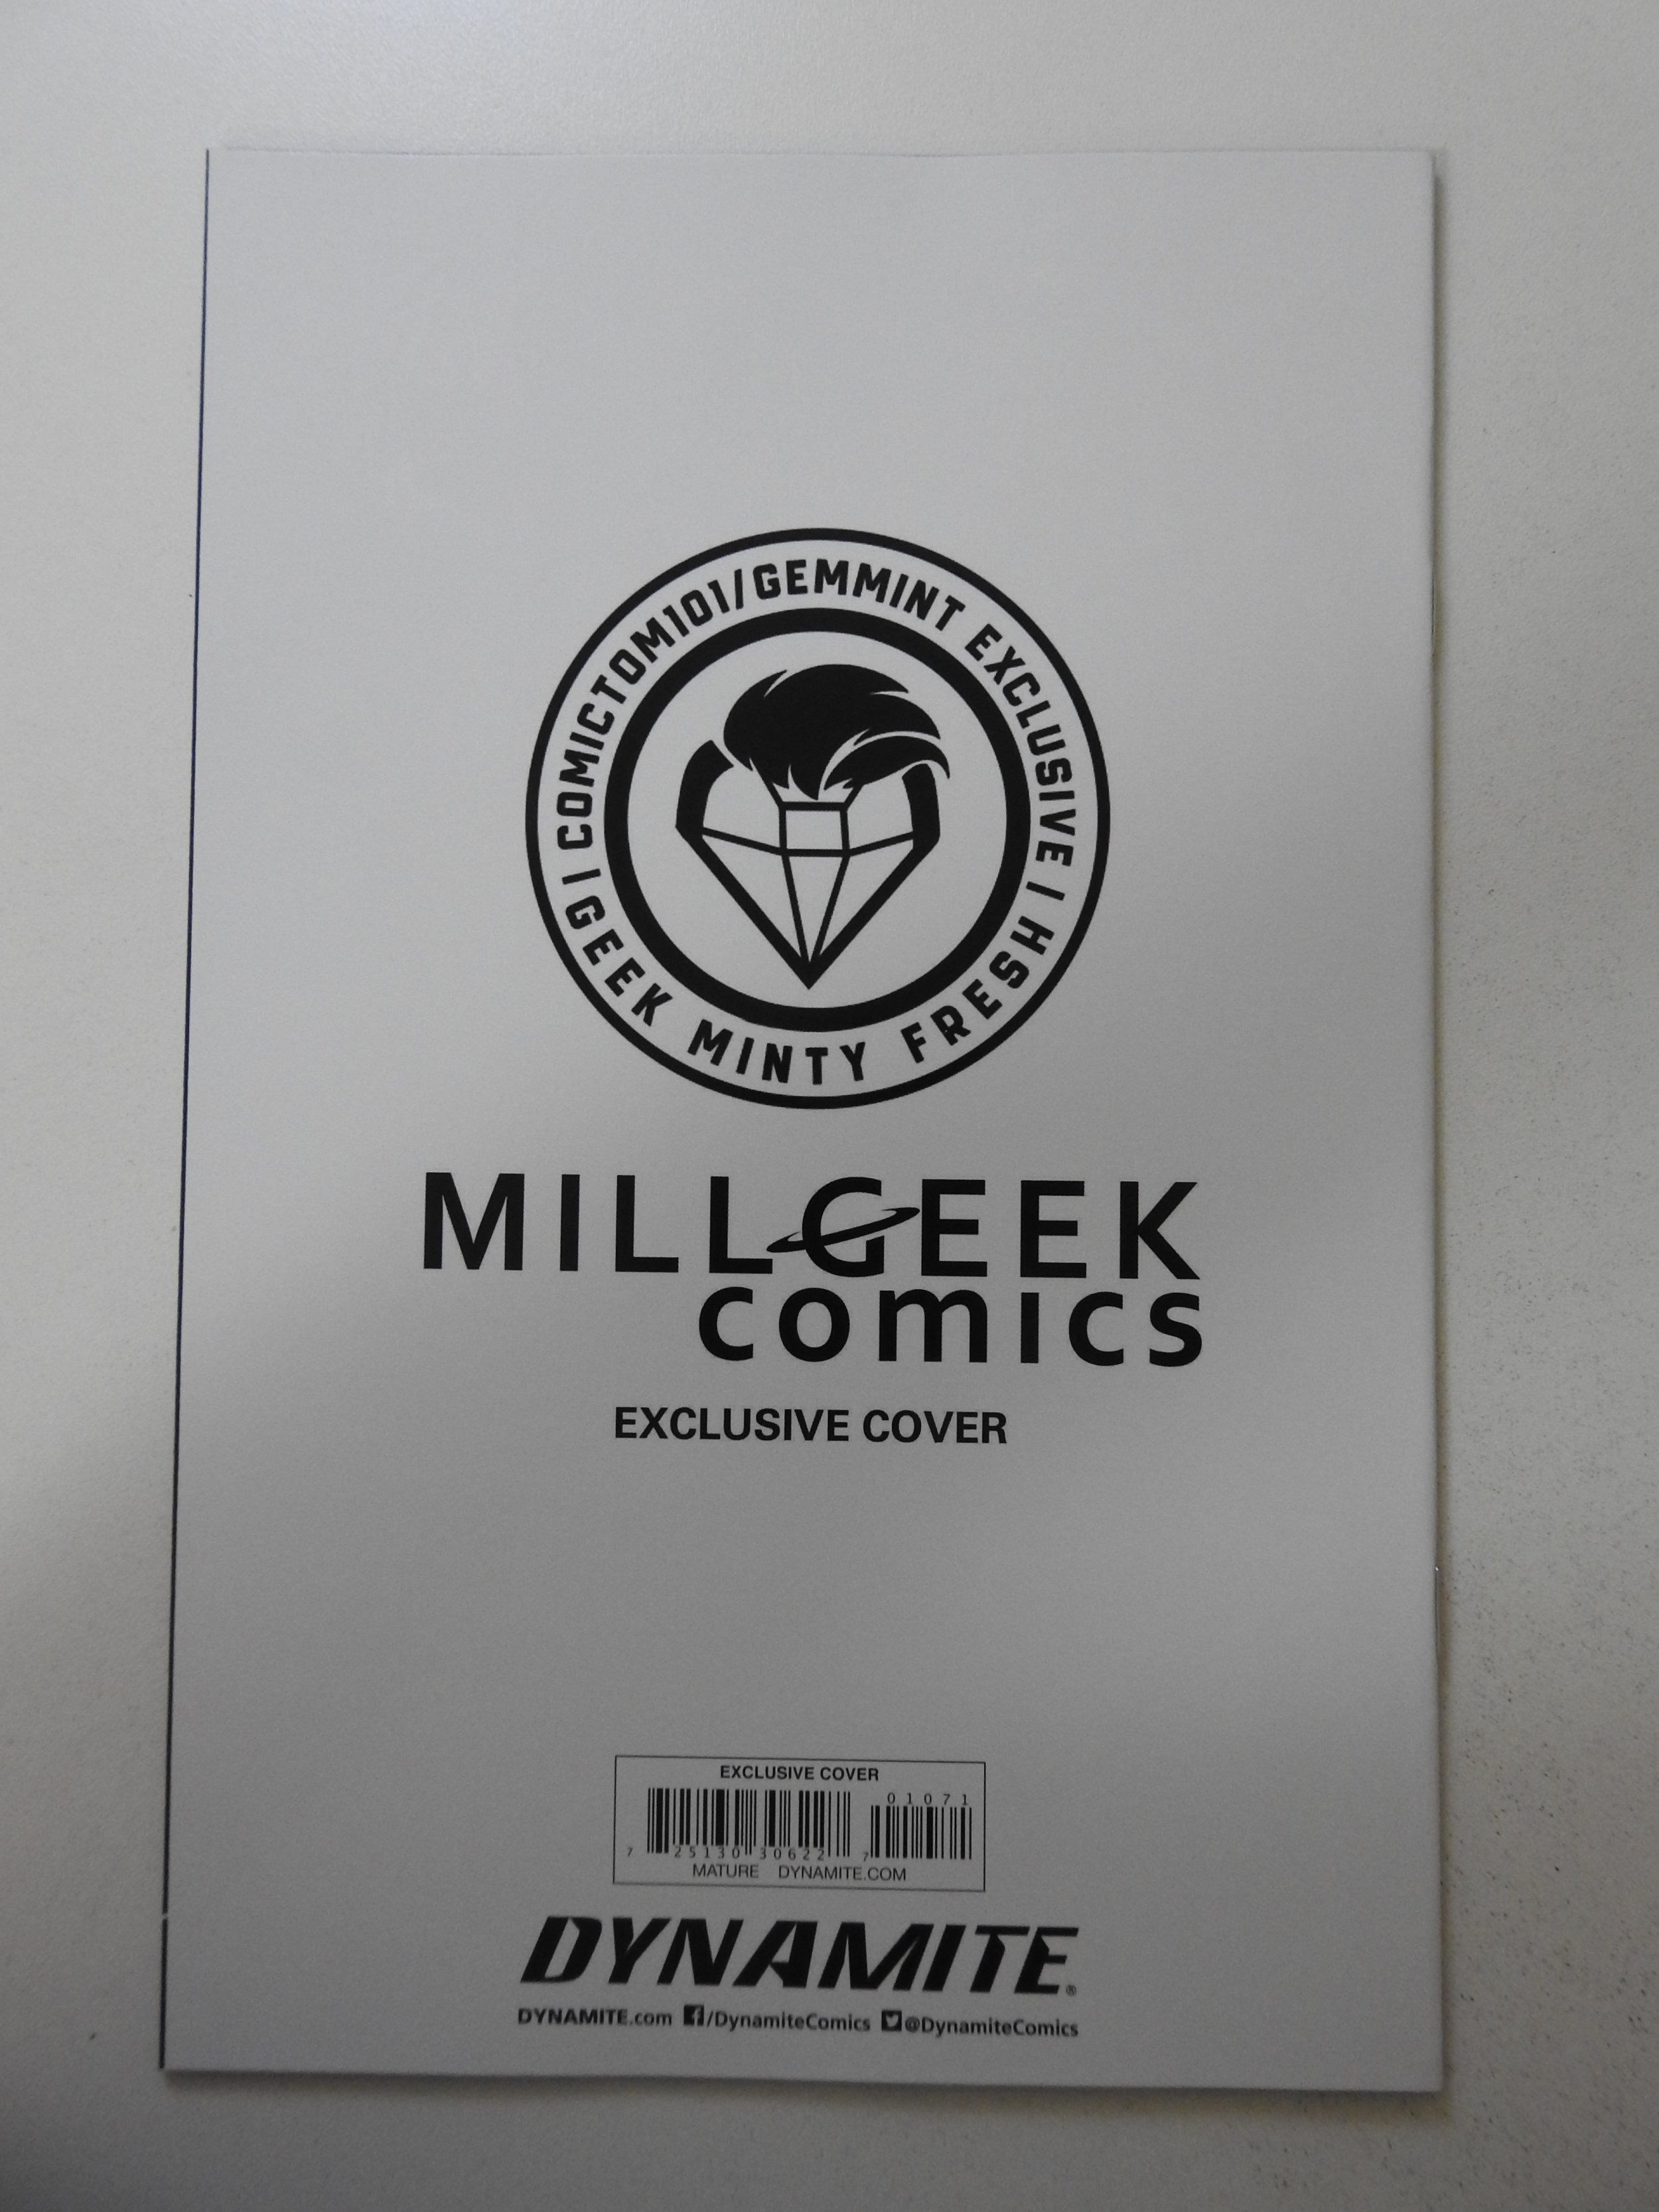 COMICTOM101/GEMMINT EXCLUSIVE |
GEEK MINTY FRESH |
MILLGEEK
comics
EXCLUSIVE COVER
EXCLUSIVE COVER
01071
7 25130 30622 7
MATURE DYNAMITE.COM
DYNAMITE®
DYNAMITE.com f/DynamiteComics @DynamiteComics